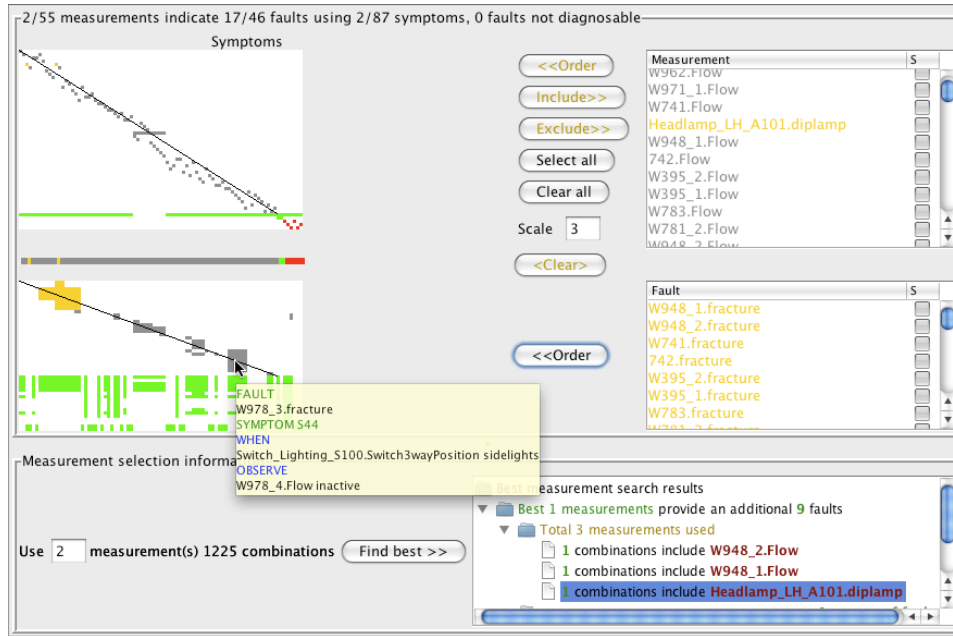 2/55 measurements indicate 17/46 faults using 2/87 symptoms, 0 faults not diagnosable
Symptoms
<<Order
Include>>
Exclude>>
Select all
Clear all
Scale 3
<Clear>
Measurement S
W962.Flow
W971_1.Flow
W741.Flow
Headlamp_LH_A101.diplamp
W948_1.Flow
742.Flow
W395_2.Flow
W395_1.Flow
W783.Flow
W781_2.Flow
W948_2.Flow
<<Order
Fault S
W948_1.fracture
W948_2.fracture
W741.fracture
742.fracture
W395_2.fracture
W395_1.fracture
W783.fracture
W781_2.fracture
FAULT
W978_3.fracture
SYMPTOM S44
WHEN
Switch_Lighting_S100.Switch3wayPosition sidelights
OBSERVE
W978_4.Flow inactive
Measurement selection informa
Use 2 measurement(s) 1225 combinations Find best >>
Best measurement search results
Best 1 measurements provide an additional 9 faults
Total 3 measurements used
1 combinations include W948_2.Flow
1 combinations include W948_1.Flow
1 combinations include Headlamp_LH_A101.diplamp